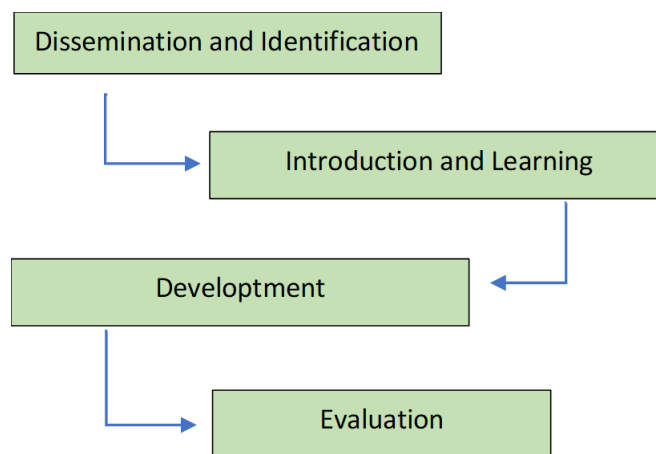 Dissemination and Identification
Introduction and Learning
Developtment
Evaluation